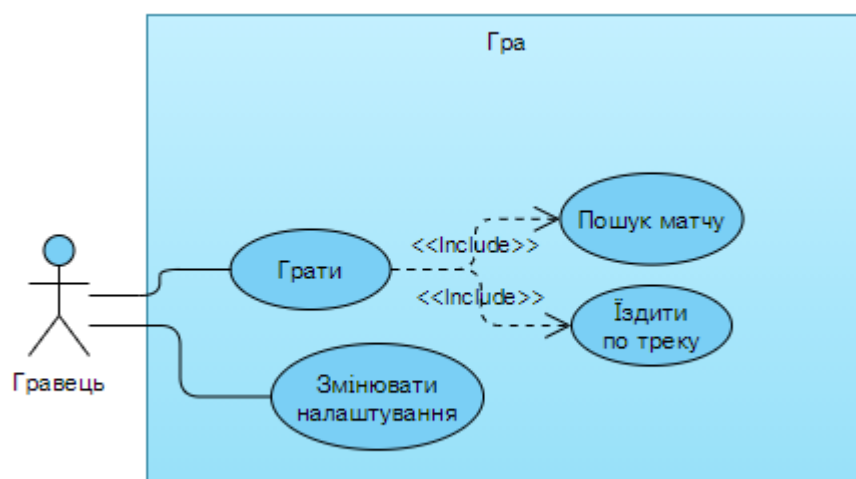 Гра
Пошук матчу
<<Include>>
Грати
<<Include>>
Їздити
по треку
Гравець
Змінювати
налаштування